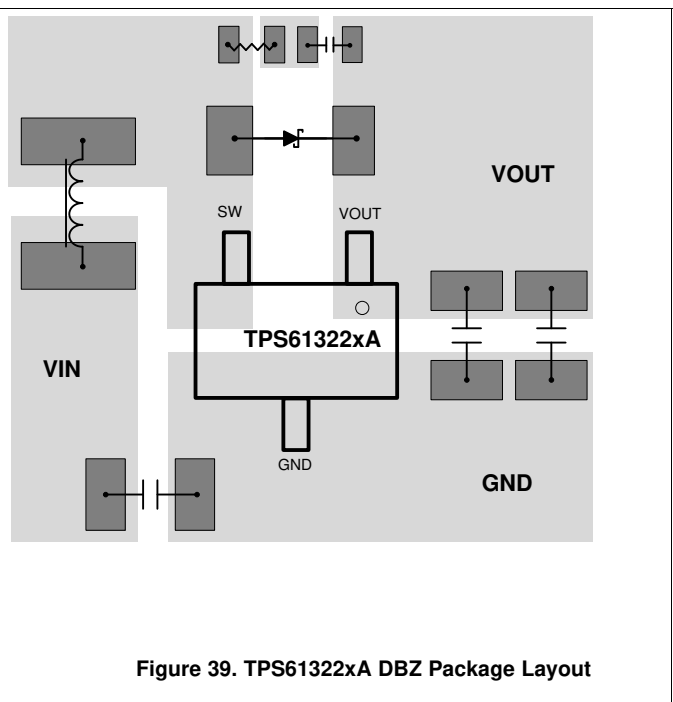 VOUT
SW
VOUT
TPS61322xA
VIN
GND
GND
Figure 39. TPS61322xA DBZ Package Layout